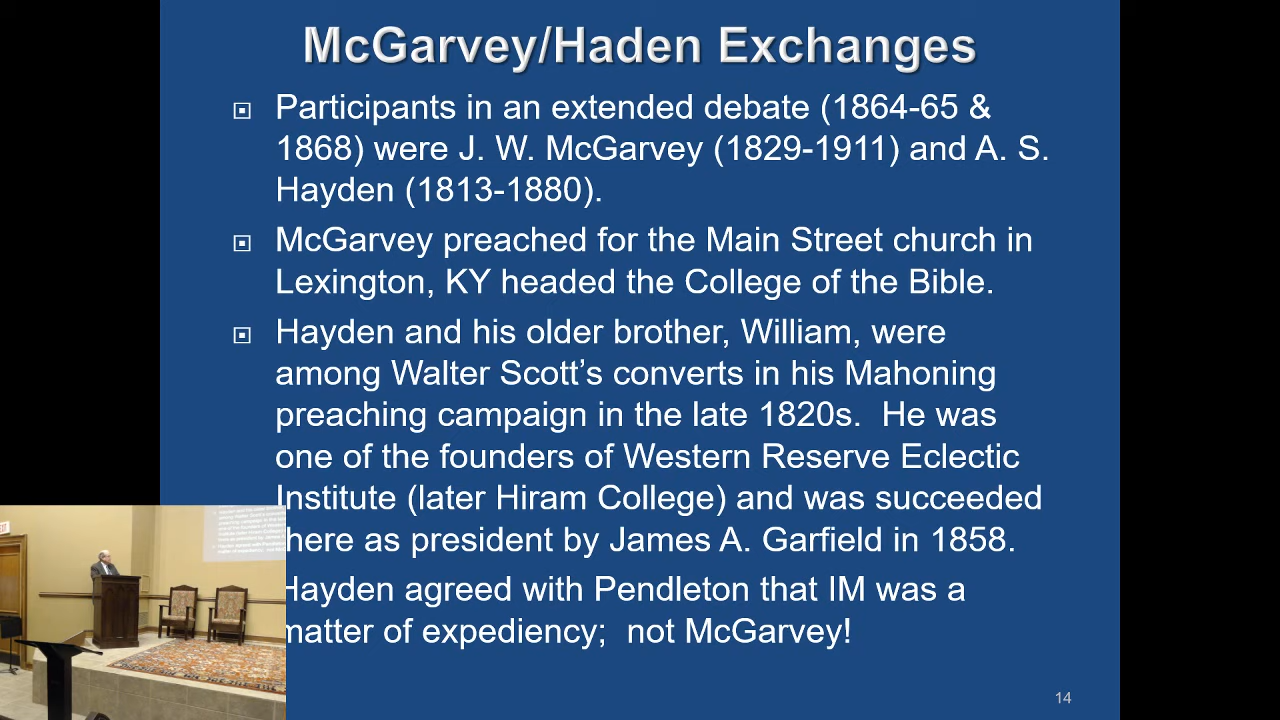 McGarvey/Haden Exchanges
Participants in an extended debate (1864-65 &
1868) were J. W. McGarvey (1829-1911) and A. S.
Hayden (1813-1880).
McGarvey preached for the Main Street church in
Lexington, KY headed the College of the Bible.
Hayden and his older brother, William, were
among Walter Scott’s converts in his Mahoning
preaching campaign in the late 1820s.  He was
one of the founders of Western Reserve Eclectic
Institute (later Hiram College) and was succeeded
here as president by James A. Garfield in 1858.
Hayden agreed with Pendleton that IM was a
matter of expediency;  not McGarvey!
14